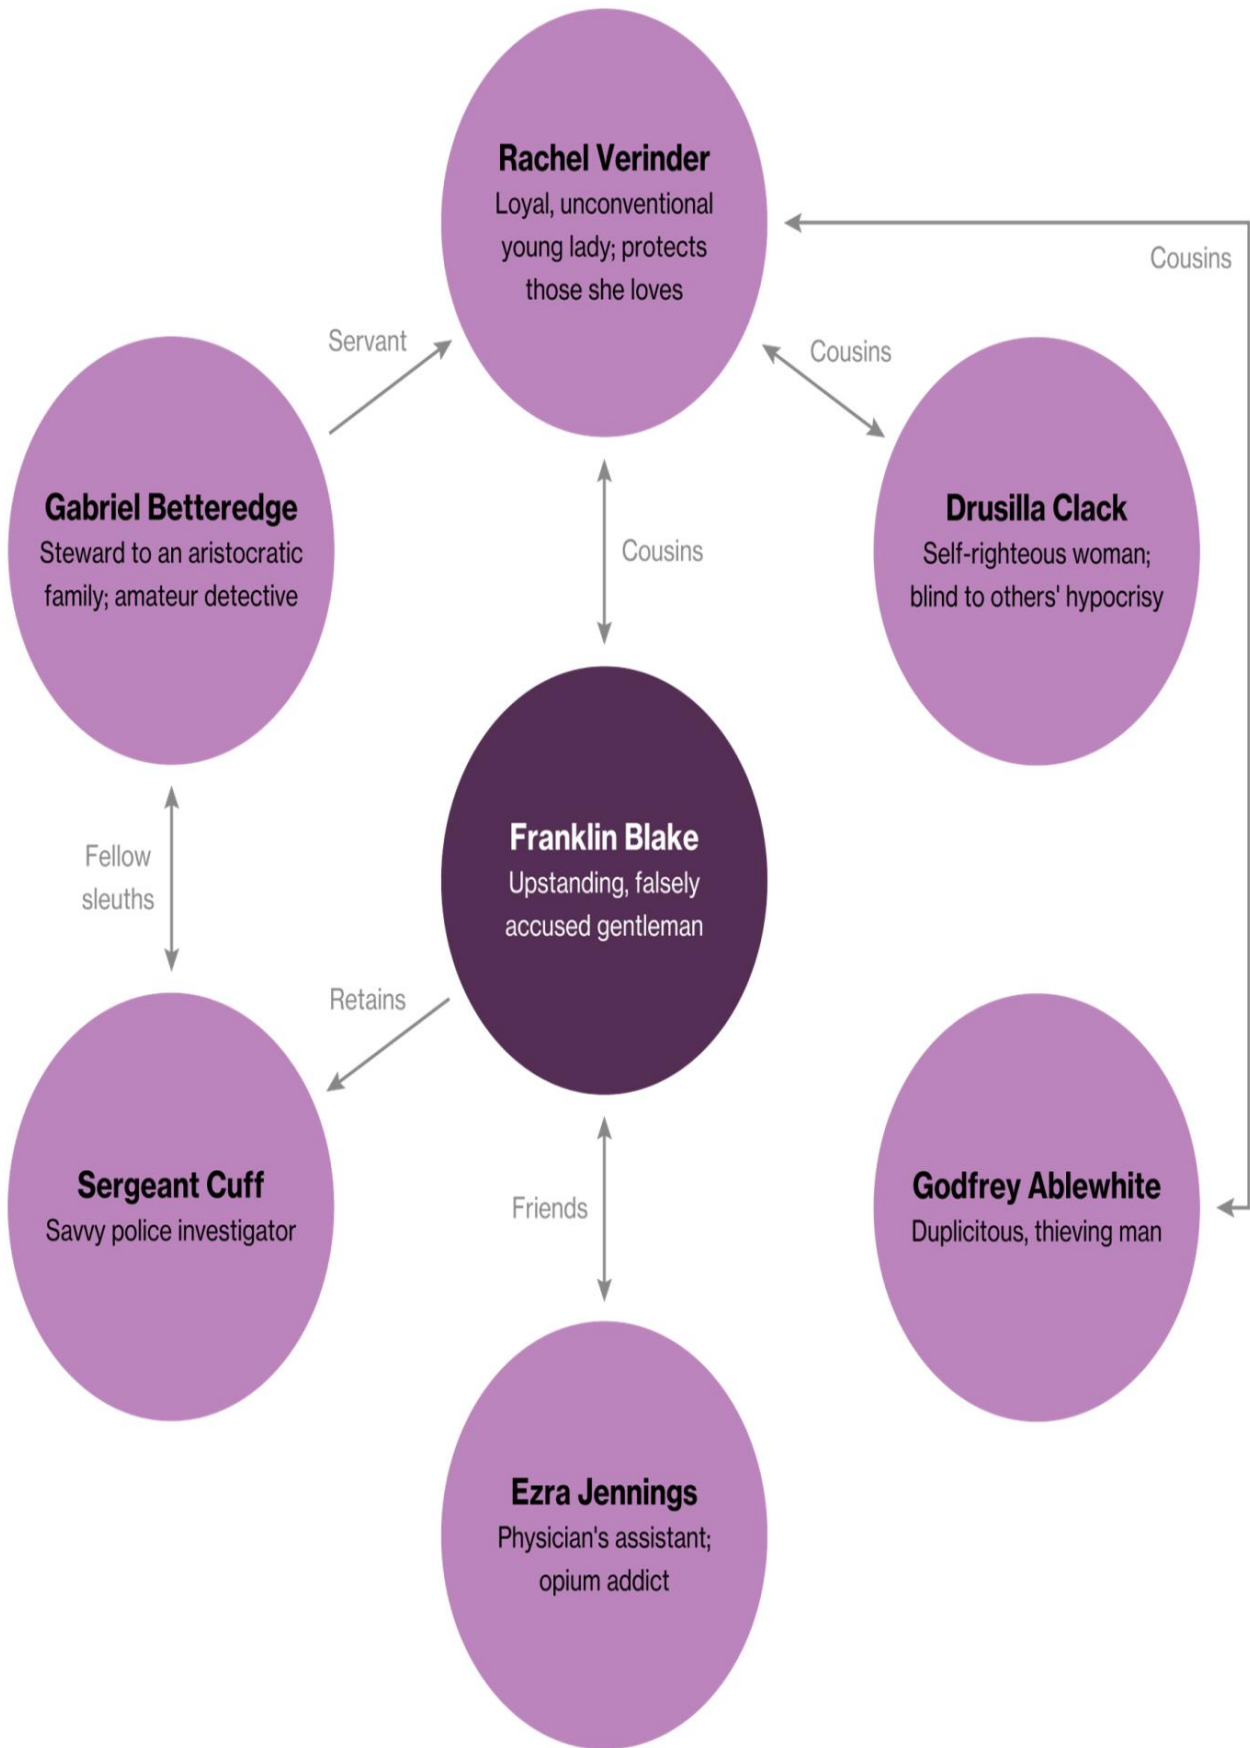 Rachel Verinder
Loyal, unconventional
young lady; protects
those she loves
Cousins
Servant
Cousins
Gabriel Betteredge
Steward to an aristocratic
family; amateur detective
Cousins
Drusilla Clack
Self-righteous woman;
blind to others' hypocrisy
Fellow
sleuths
Franklin Blake
Upstanding, falsely
accused gentleman
Retains
Sergeant Cuff
Savvy police investigator
Friends
Godfrey Ablewhite
Duplicitous, thieving man
Ezra Jennings
Physician's assistant;
opium addict